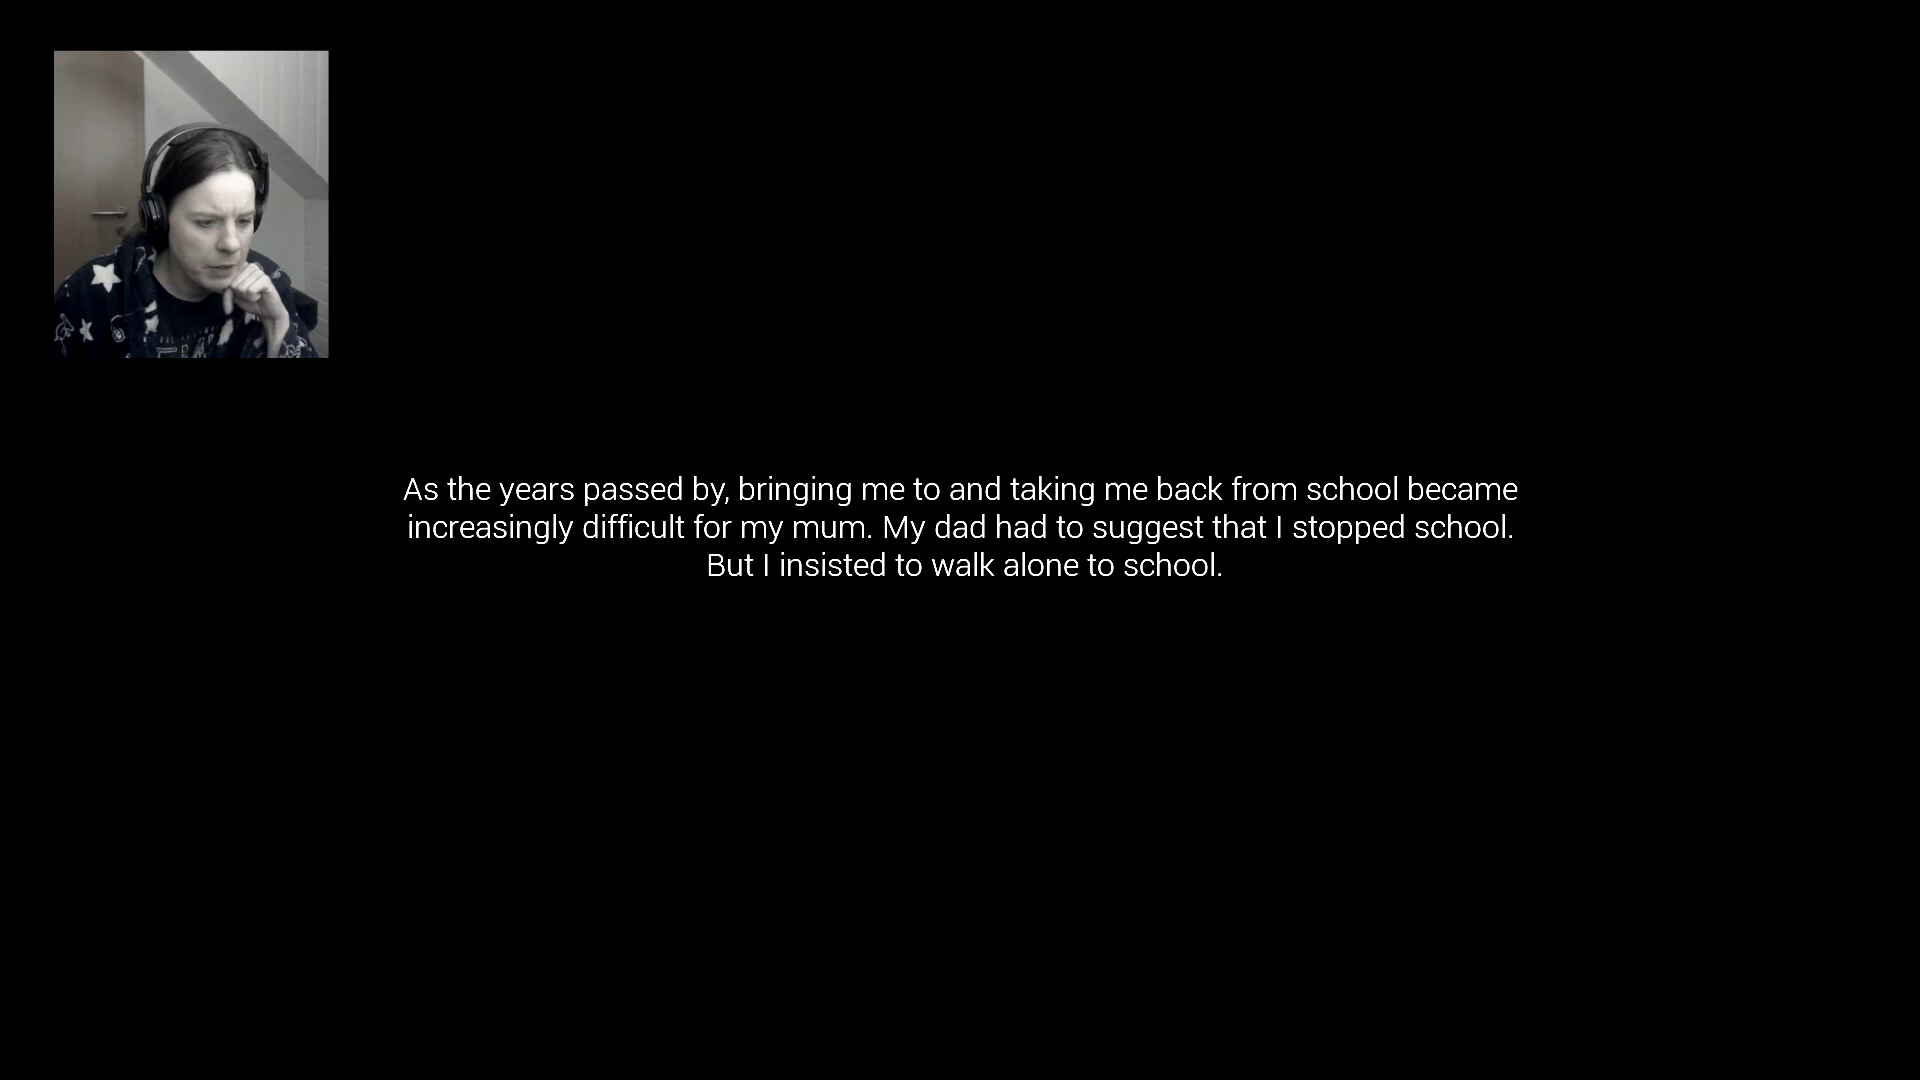 As the years passed by, bringing me to and taking me back from school became
increasingly difficult for my mum. My dad had to suggest that I stopped school.
But I insisted to walk alone to school.